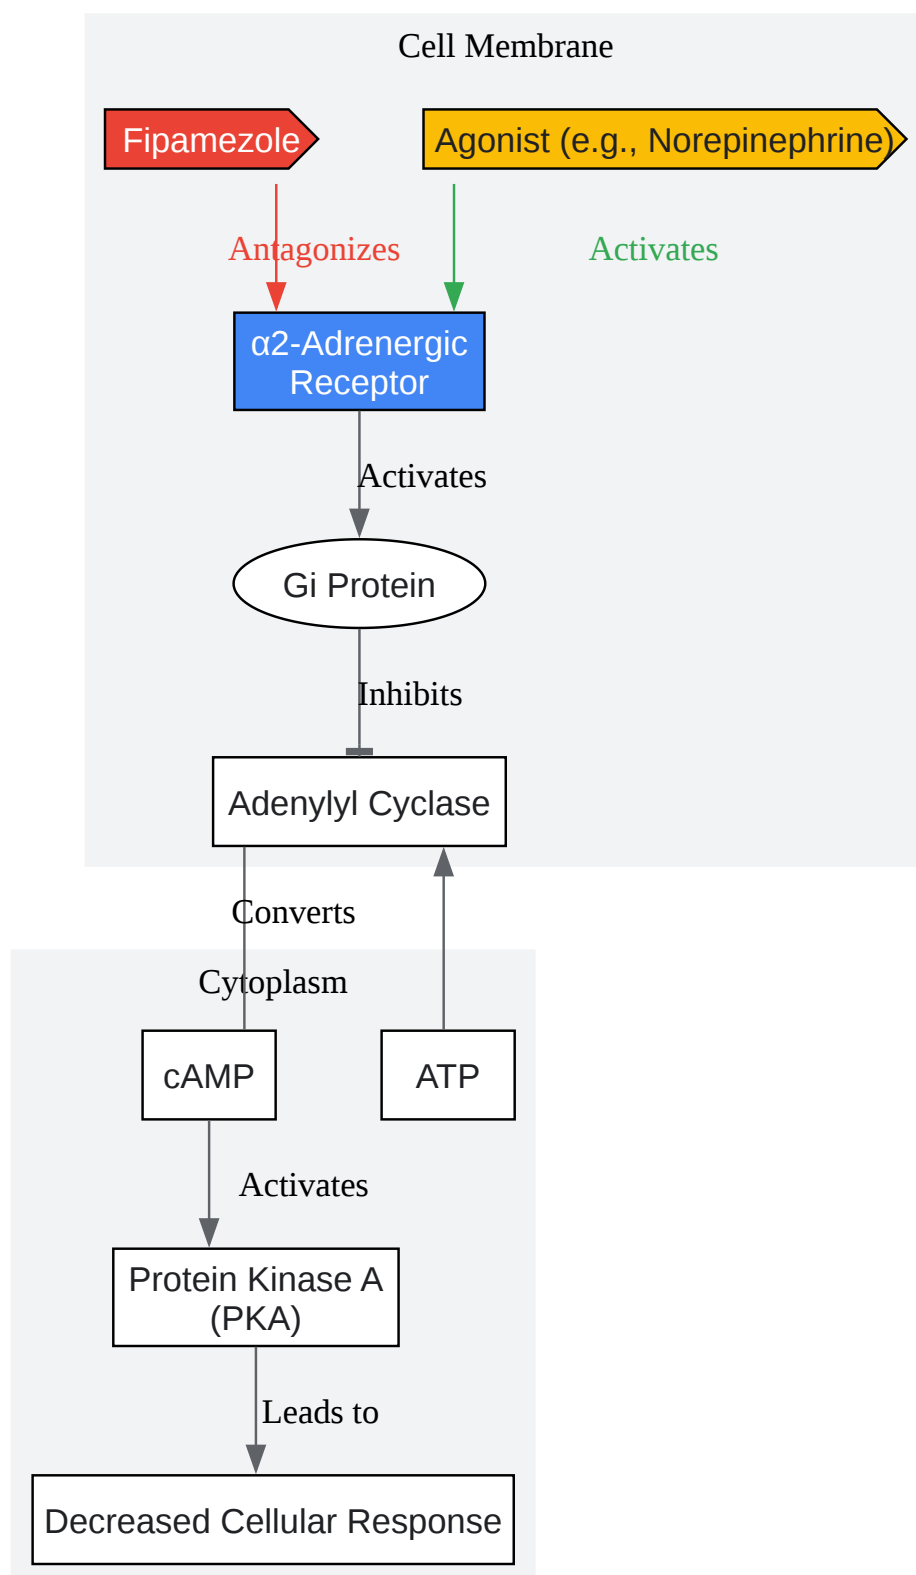 Cell Membrane
Fipamezole
Agonist (e.g., Norepinephrine)
Antagonizes
Activates
α2-Adrenergic
Receptor
Activates
Gi Protein
Inhibits
Adenylyl Cyclase
Converts
Cytoplasm
cAMP
ATP
Activates
Protein Kinase A
(PKA)
Leads to
Decreased Cellular Response